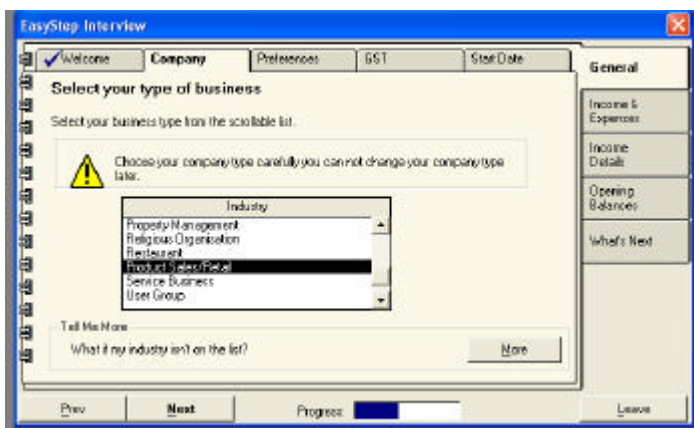 EasyStep Interview
Welcome
Company
Preferences
GST
Start Date
General
Income &
Expenses
Income
Details
Opening
Balances
What's Next
Select your type of business
Select your business type from the scrollable list.
Choose your company type carefully you can not change your company type
later.
Industry
Property Management
Religious Organisation
Restaurant
Product Sales/Retail
Service Business
User Group
Tell Me More
What if my industry isn't on the list?
More
Prev
Next
Progress:
Leave